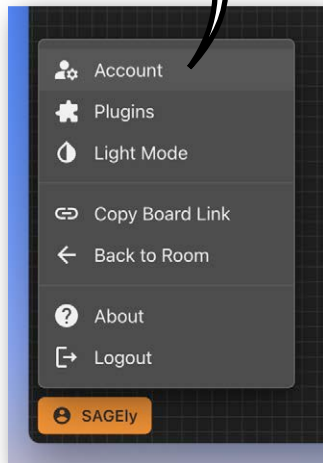 Account
Plugins
Light Mode
Copy Board Link
Back to Room
About
Logout
SAGEly